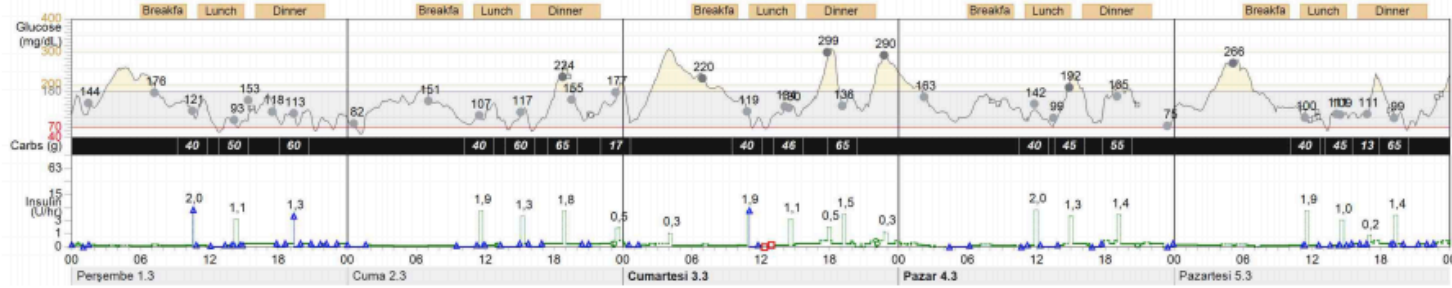 Breakfa Lunch Dinner Breakfa Lunch Dinner Breakfa Lunch Dinner Breakfa Lunch Dinner Breakfa Lunch Dinner
400
Glucose
(mg/dL)
300
200
180
70
40
144 176 121 93 153 118 113 82 151 107 117 224 155 177 220 119 299 136 290 163 142 99 192 165 75 266 100 111 99
Carbs (g) 40 50 60 40 60 65 17 40 46 65 40 45 55 40 45 13 65
63
15
Insulin
(U/hr)
3
1
0
2,0 1,1 1,3 1,9 1,3 1,8 0,5 0,3 1,9 1,1 0,5 1,5 0,3 2,0 1,3 1,4 1,9 1,0 0,2 1,4
00 06 12 18 00 06 12 18 00 06 12 18 00 06 12 18 00 06 12 18 00
Perşembe 1.3 Cuma 2.3 Cumartesi 3.3 Pazar 4.3 Pazartesi 5.3